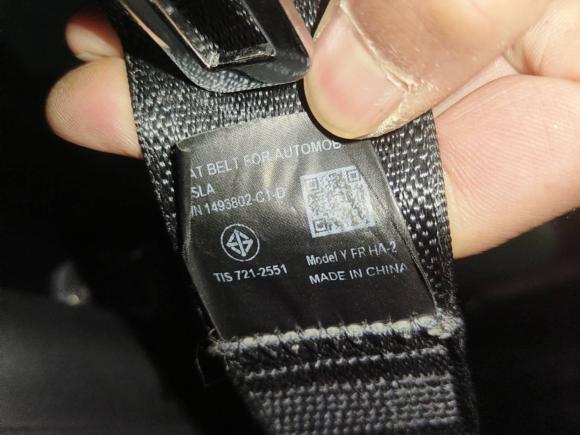 AT BELT FOR AUTOMOB
SLA
N 1493802-C1-D
TIS 721-2551
Model Y FR HA-2
MADE IN CHINA